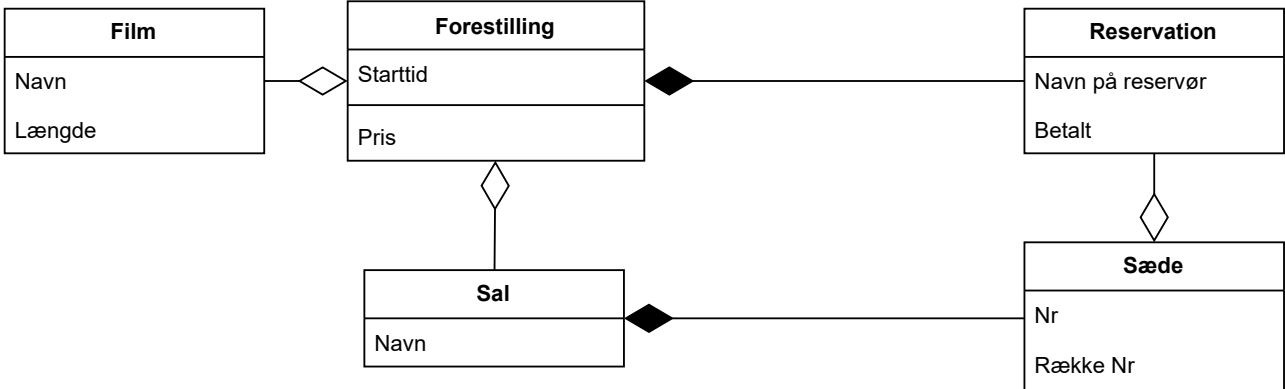 Film
Navn
Længde
Forestilling
Starttid
Pris
Reservation
Navn på reservør
Betalt
Sal
Navn
Sæde
Nr
Række Nr